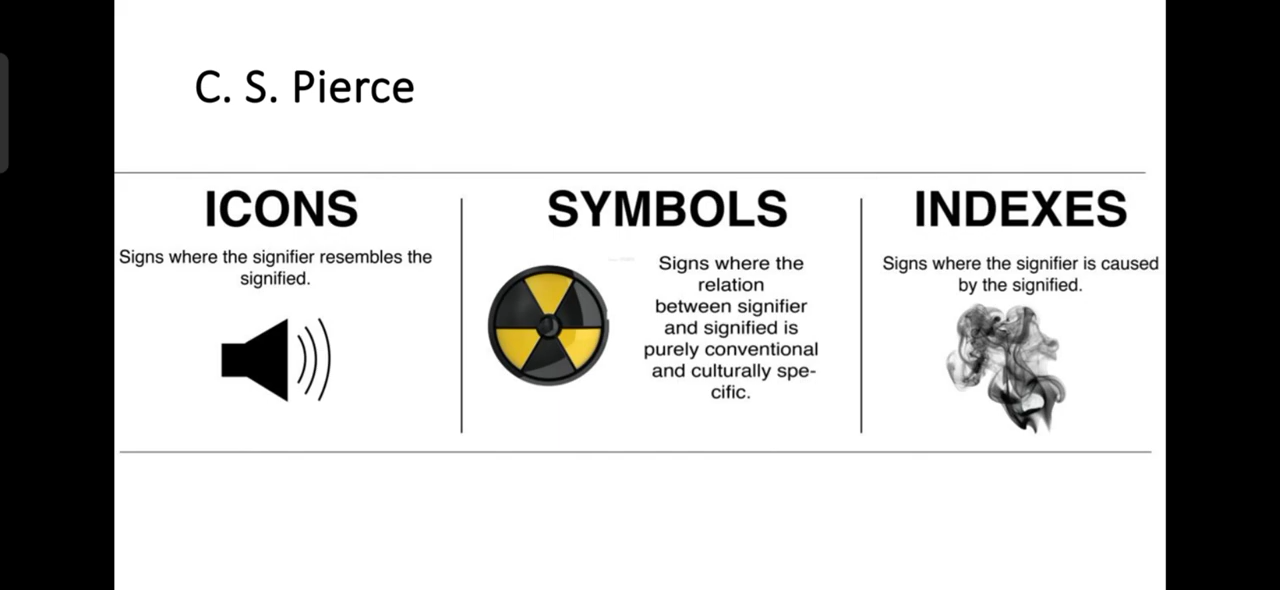 C. S. Pierce
ICONS
Signs where the signifier resembles the
signified.
SYMBOLS
Signs where the
relation
between signifier
and signified is
purely conventional
and culturally spe-
cific.
INDEXES
Signs where the signifier is caused
by the signified.